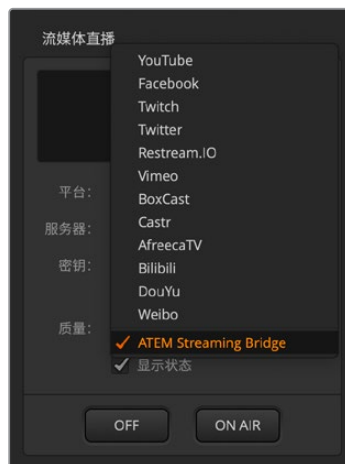 流媒体直播
YouTube
Facebook
Twitch
Twitter
Restream.IO
Vimeo
平台:
BoxCast
Castr
服务器:
AfreecaTV
密钥:
Bilibili
DouYu
Weibo
质量:
ATEM Streaming Bridge
显示状态
OFF
ON AIR